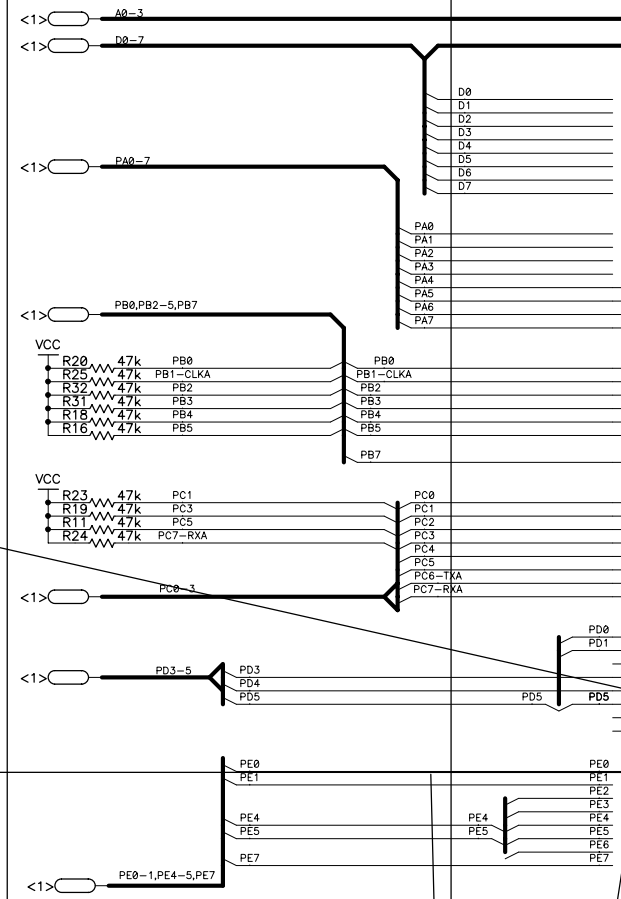 <1> A0-3
<1> D0-7
D0
D1
D2
D3
D4
D5
D6
D7
<1> PA0-7
PA0
PA1
PA2
PA3
PA4
PA5
PA6
PA7
<1> PB0,PB2-5,PB7
VCC
R20 47k PB0 PB0
R25 47k PB1-CLKA PB1-CLKA
R32 47k PB2 PB2
R31 47k PB3 PB3
R18 47k PB4 PB4
R16 47k PB5 PB5
PB7
VCC
R23 47k PC1 PC0
R19 47k PC3 PC1
R11 47k PC5 PC2
R24 47k PC7-RXA PC3
PC4
PC5
PC6-TXA
<1> PC0-3 PC7-RXA
PD0
PD1
<1> PD3-5 PD3
PD4
PD5 PD5 PD5
PE0 PE0
PE1 PE1
PE2
PE3
PE4 PE4 PE4
PE5 PE5 PE5
PE6
PE7 PE7
<1> PE0-1,PE4-5,PE7